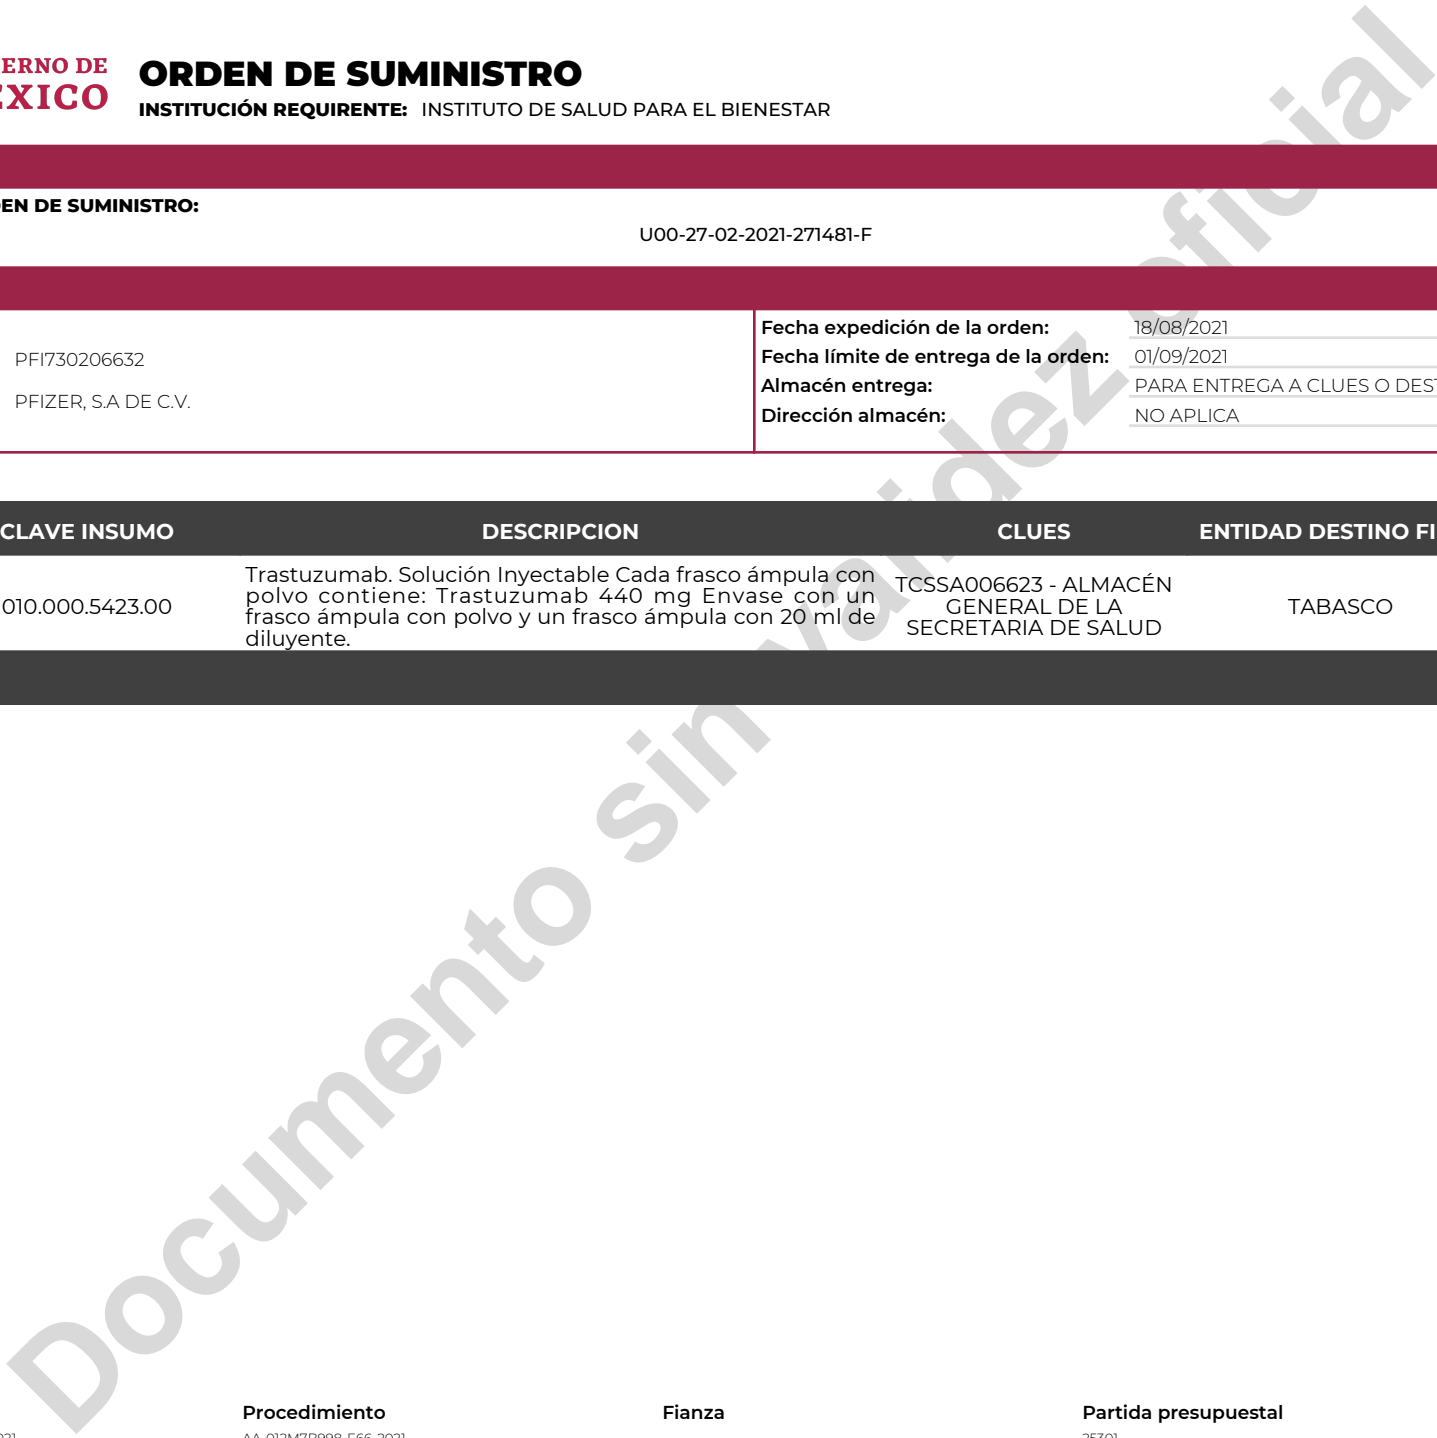 ERNO DE
EXICO
ORDEN DE SUMINISTRO
INSTITUCIÓN REQUIRENTE: INSTITUTO DE SALUD PARA EL BIENESTAR
EN DE SUMINISTRO:
U00-27-02-2021-271481-F
PFI730206632
PFIZER, S.A DE C.V.
Fecha expedición de la orden: 18/08/2021
Fecha límite de entrega de la orden: 01/09/2021
Almacén entrega: PARA ENTREGA A CLUES O DEST
Dirección almacén: NO APLICA
CLAVE INSUMO DESCRIPCION CLUES ENTIDAD DESTINO FI
010.000.5423.00
Trastuzumab. Solución Inyectable Cada frasco ámpula con
polvo contiene: Trastuzumab 440 mg Envase con un
frasco ámpula con polvo y un frasco ámpula con 20 ml de
diluyente.
TCSSA006623 - ALMACÉN
GENERAL DE LA
SECRETARIA DE SALUD
TABASCO
Documento sin validez oficial
Procedimiento Fianza Partida presupuestal